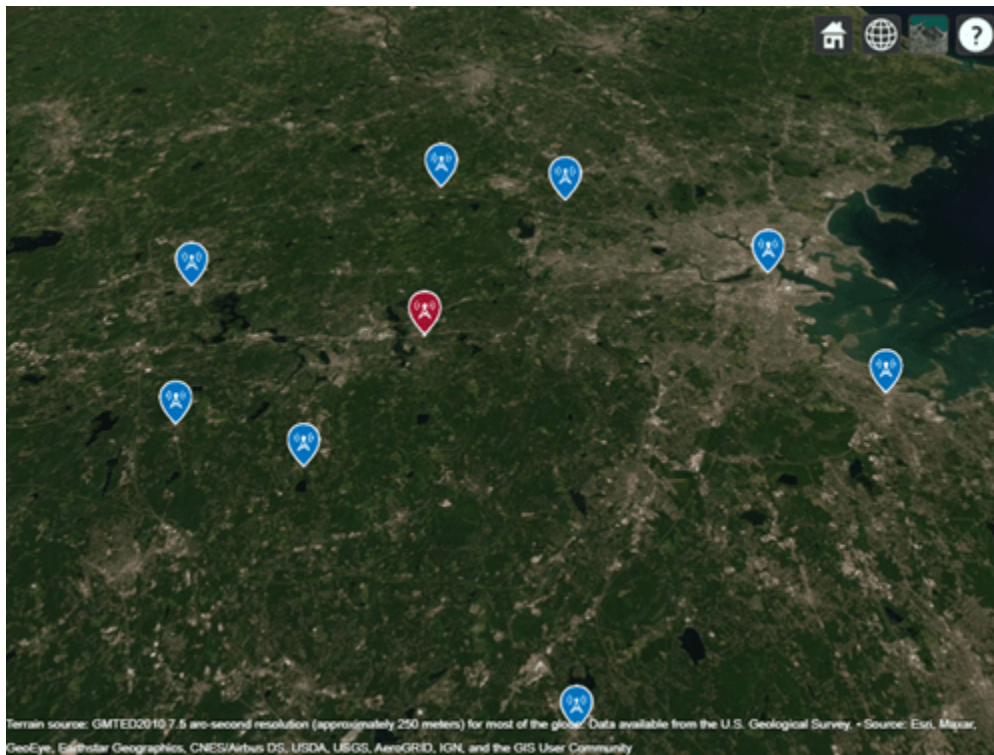 ?
Terrain source: GMTED2010 7.5 arc-second resolution (approximately 250 meters) for most of the globe. Data available from the U.S. Geological Survey. • Source: Esri, Maxar,
GeoEye, Earthstar Geographics, CNES/Airbus DS, USDA, USGS, AeroGRID, IGN, and the GIS User Community